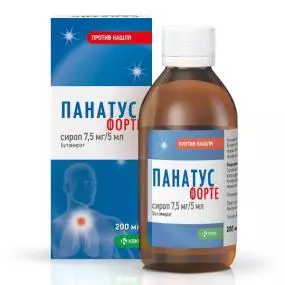 ПРОТИВ КАШЛЯ
ПАНАТУС
ФОРТЕ
сироп 7,5 мг/5 мл
Бутамират
200 мл
KRKA
ПРОТИВ КАШЛЯ
ПАНАТУС
ФОРТЕ
сироп 7,5 мг/5 мл
Бутамират
200